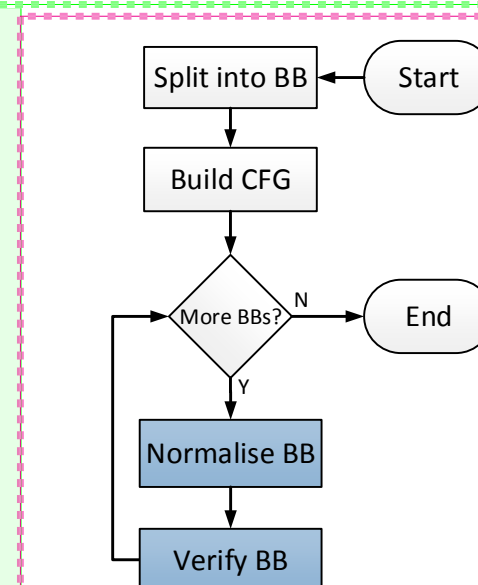 Split into BB
Start
Build CFG
More BBs?
N
End
Y
Normalise BB
Verify BB